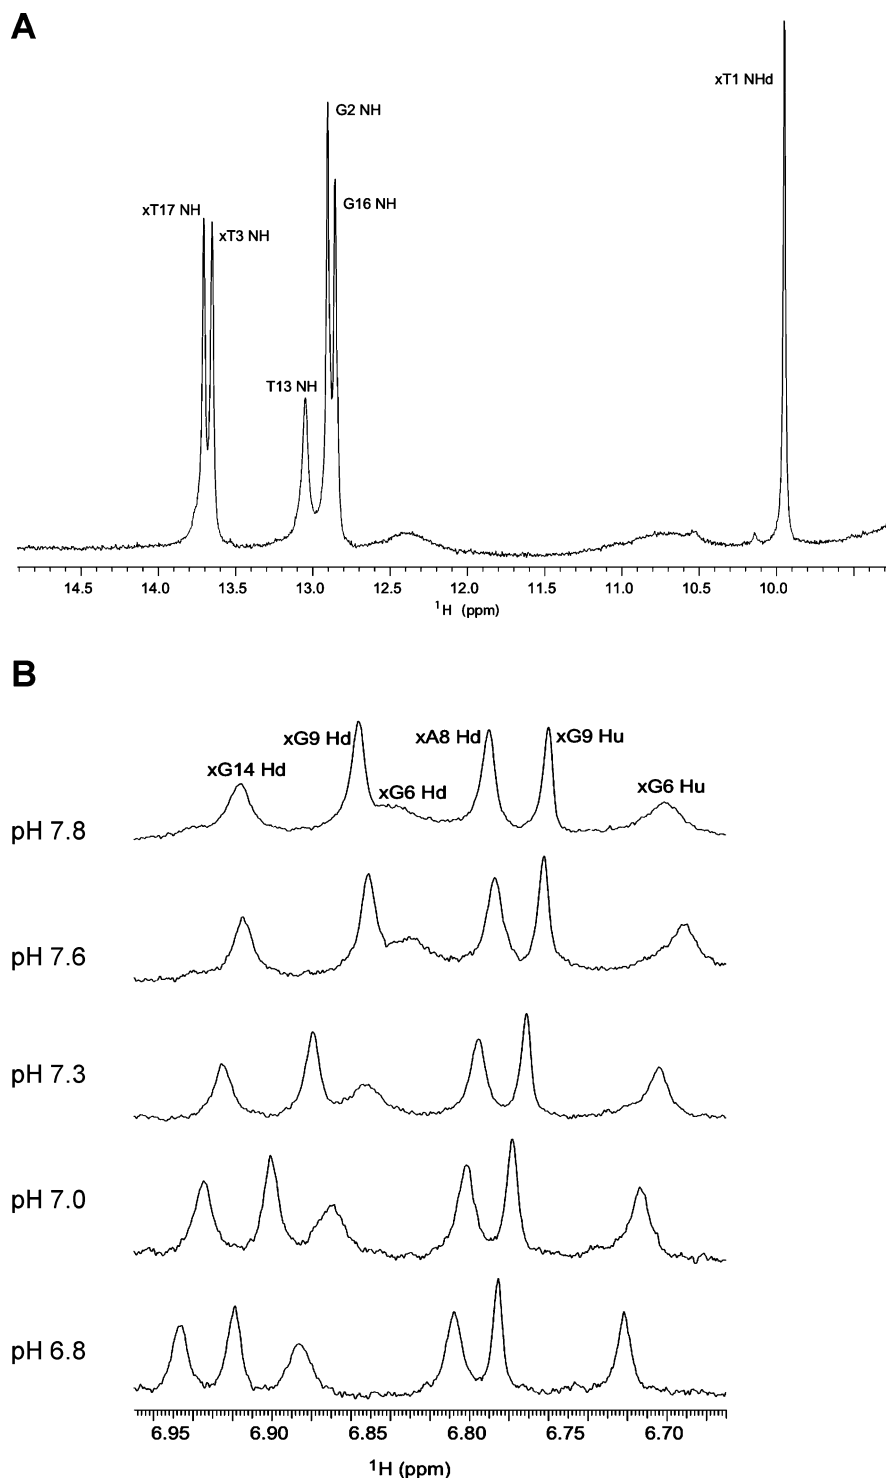 A
xT1 NHd
G2 NH
G16 NH
xT17 NH
xT3 NH
T13 NH
14.5 14.0 13.5 13.0 12.5 12.0 11.5 11.0 10.5 10.0
1H (ppm)
B
xG9 Hd xA8 Hd xG9 Hu
xG14 Hd xG6 Hd xG6 Hu
pH 7.8
pH 7.6
pH 7.3
pH 7.0
pH 6.8
6.95 6.90 6.85 6.80 6.75 6.70
1H (ppm)